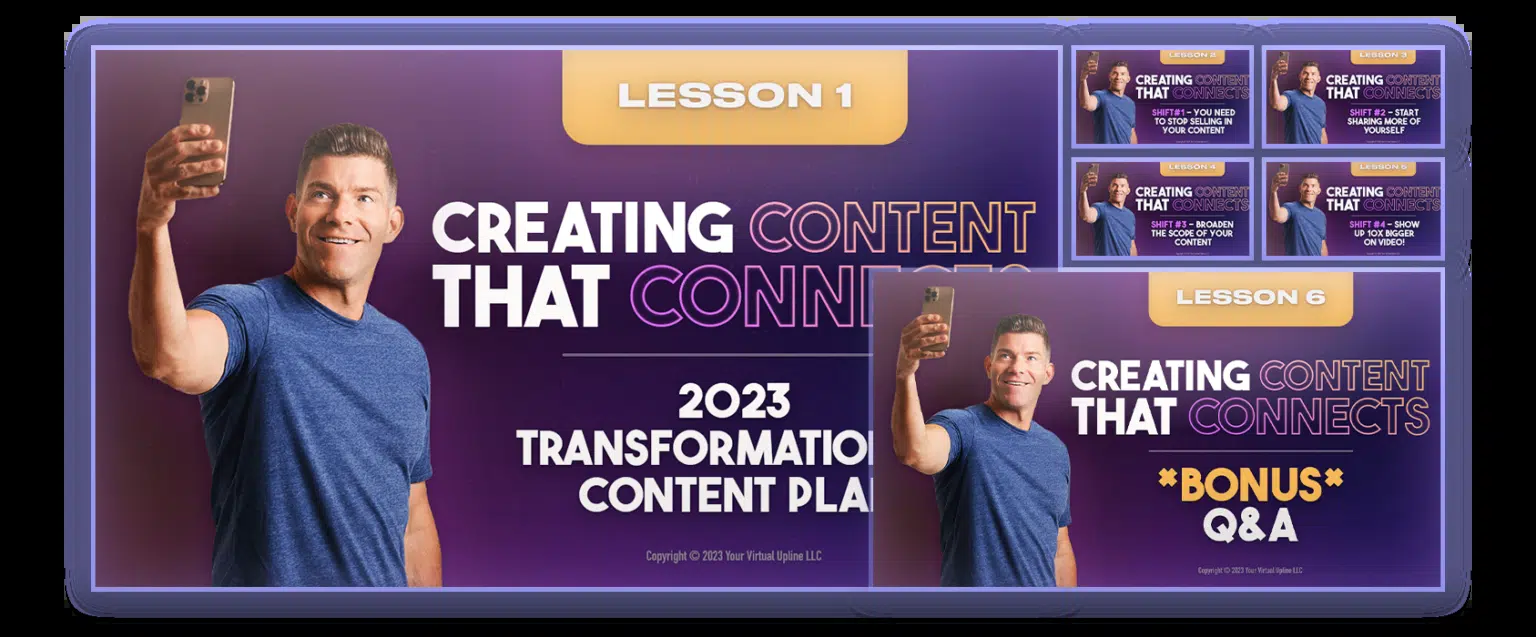 LESSON 1
CREATING CONTENT
THAT CONNECTS
2023
TRANSFORMATIO
CONTENT PLA
Copyright © 2023 Your Virtual Upline LLC
LESSON 2
CREATING CONTENT
THAT CONNECTS
SHIFT#1 – YOU NEED
TO STOP SELLING IN
YOUR CONTENT
LESSON 3
CREATING CONTENT
THAT CONNECTS
SHIFT #2 – START
SHARING MORE OF
YOURSELF
LESSON 4
CREATING CONTENT
THAT CONNECTS
SHIFT #3 – BROADEN
THE SCOPE OF YOUR
CONTENT
LESSON 5
CREATING CONTENT
THAT CONNECTS
SHIFT #4 – SHOW
UP 10X BIGGER
ON VIDEO!
LESSON 6
CREATING CONTENT
THAT CONNECTS
*BONUS*
Q&A
Copyright © 2023 Your Virtual Upline LLC